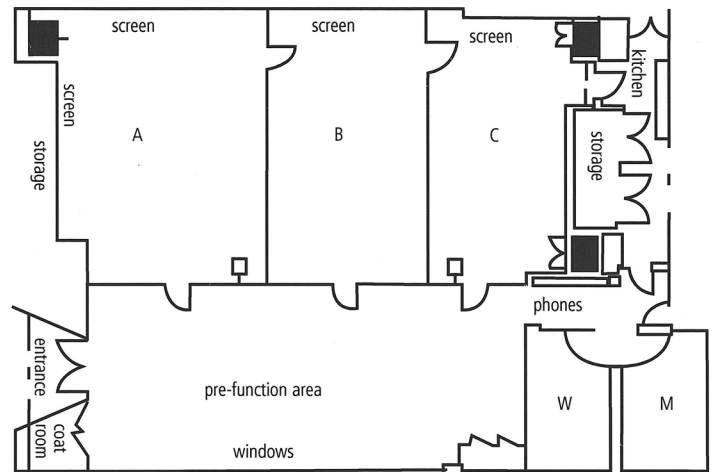 screen
screen
screen
kitchen
screen
A
B
C
storage
storage
phones
entrance
pre-function area
W
M
coat
room
windows